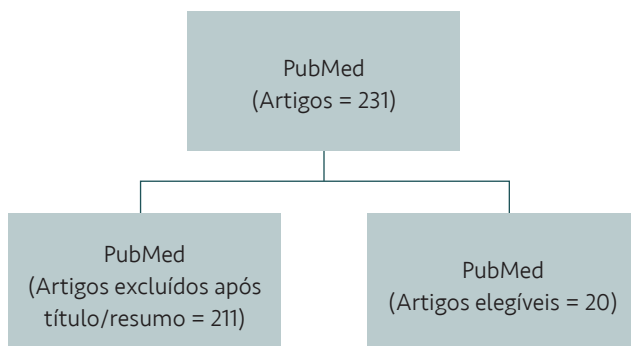 PubMed
(Artigos = 231)
PubMed
(Artigos excluídos após
título/resumo = 211)
PubMed
(Artigos elegíveis = 20)